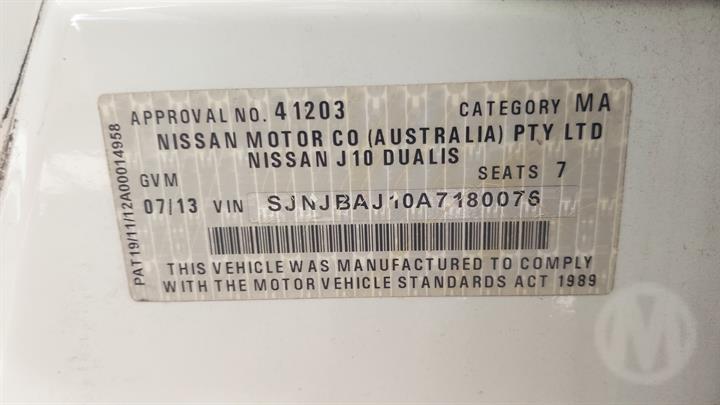 APPROVAL NO. 41203 CATEGORY MA
NISSAN MOTOR CO (AUSTRALIA) PTY LTD
NISSAN J10 DUALIS
GVM SEATS 7
07/13 VIN SJNJBAJ10A7180076
THIS VEHICLE WAS MANUFACTURED TO COMPLY
WITH THE MOTOR VEHICLE STANDARDS ACT 1989
PAT19/11/12A00014958
M